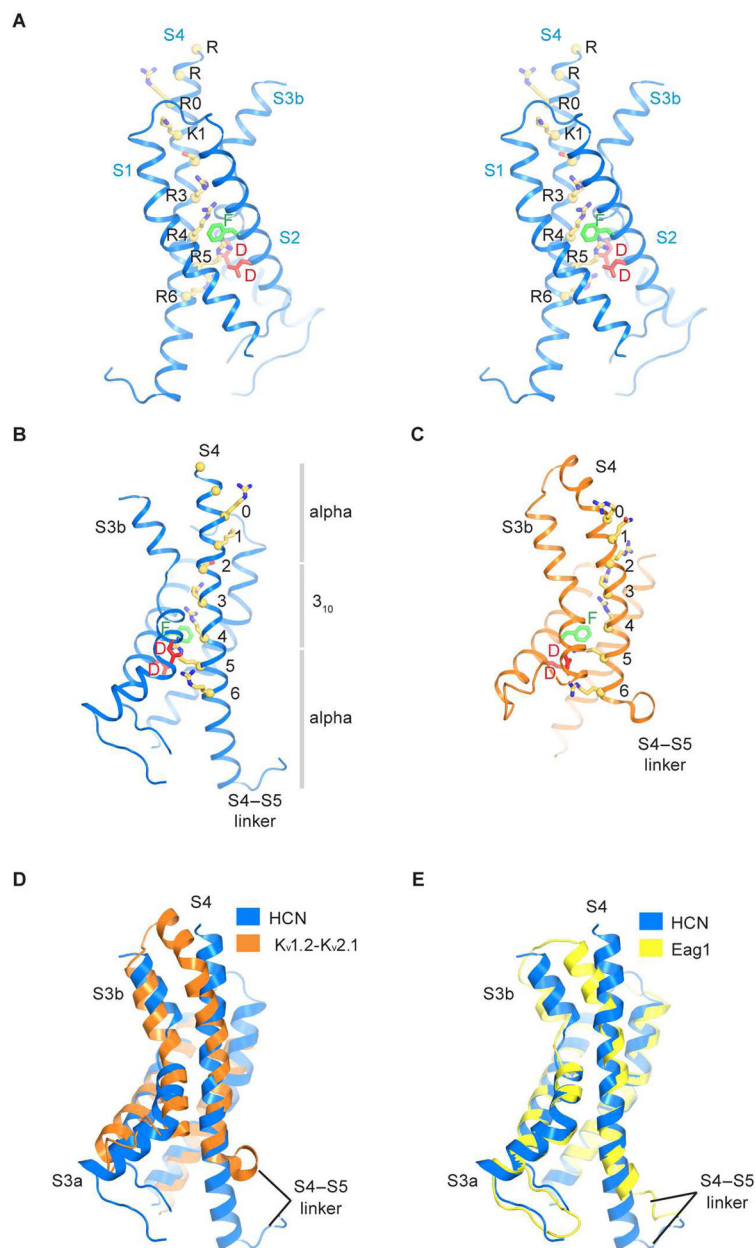 A
S4
R
R
R0
S3b
K1
S1
R3
F
R4
S2
D
R5
D
R6
S4
R
R
R0
S3b
K1
S1
R3
F
R4
S2
D
R5
D
R6
B
S4
S3b
0
alpha
1
2
3
3₁₀
F
4
D
5
D
6
alpha
S4–S5
linker
C
S4
S3b
0
1
2
3
F
4
D
5
D
6
S4–S5
linker
D
S4
HCN
Kv1.2-Kv2.1
S3b
S3a
S4–S5
linker
E
S4
HCN
Eag1
S3b
S3a
S4–S5
linker